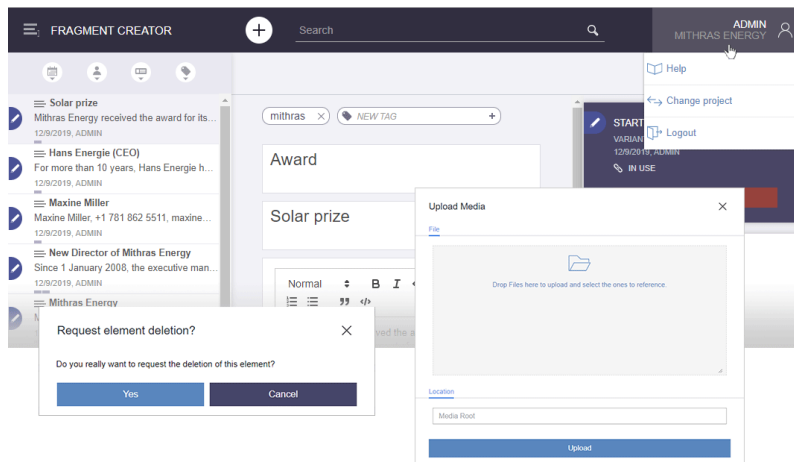 FRAGMENT CREATOR
Search
ADMIN
MITHRAS ENERGY
Help
Change project
Logout
Solar prize
Mithras Energy received the award for its...
12/9/2019, ADMIN
Hans Energie (CEO)
For more than 10 years, Hans Energie h...
12/9/2019, ADMIN
Maxine Miller
Maxine Miller, +1 781 862 5511, maxine...
12/9/2019, ADMIN
New Director of Mithras Energy
Since 1 January 2008, the executive man...
12/9/2019, ADMIN
Mithras Energy
mithras
NEW TAG
Award
Solar prize
Normal
B I
ved the a
START
VARIAN
12/9/2019, ADMIN
IN USE
Request element deletion?
Do you really want to request the deletion of this element?
Yes
Cancel
Upload Media
File
Drop Files here to upload and select the ones to reference.
Location
Media Root
Upload